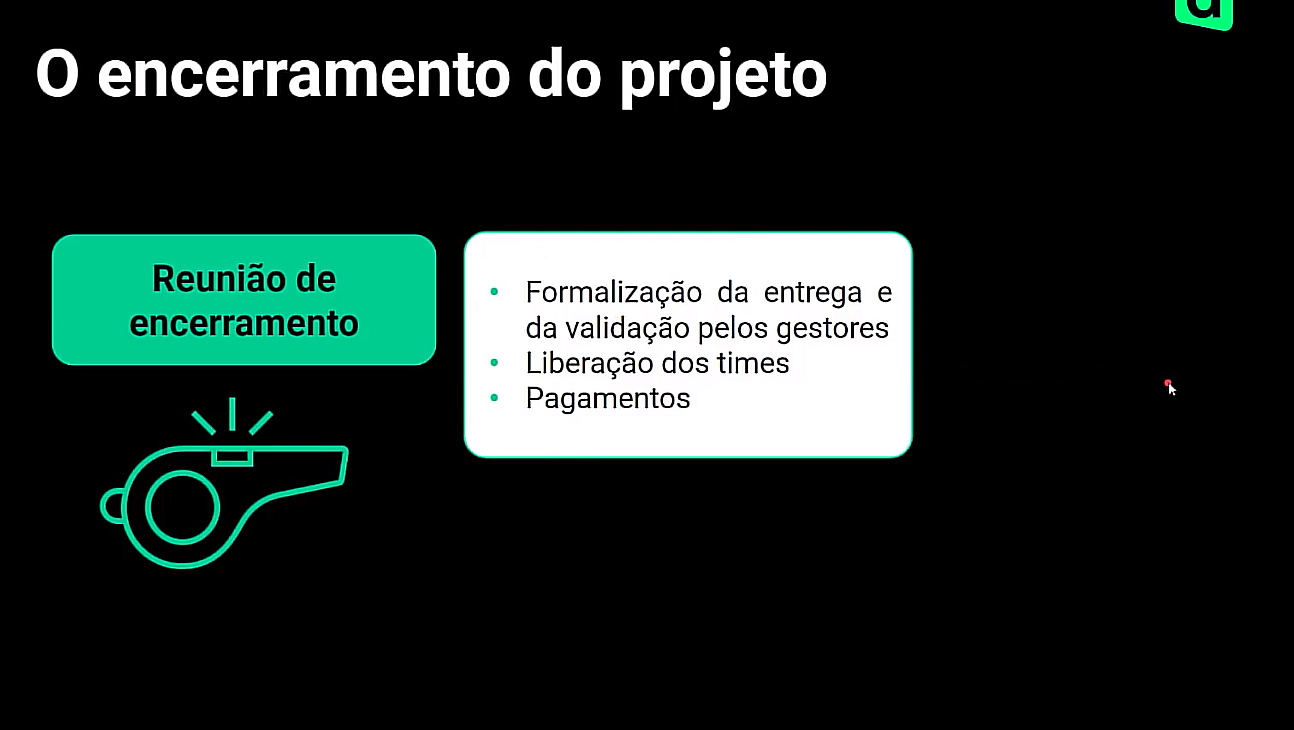 O encerramento do projeto
Reunião de
encerramento
• Formalização da entrega e
da validação pelos gestores
• Liberação dos times
• Pagamentos